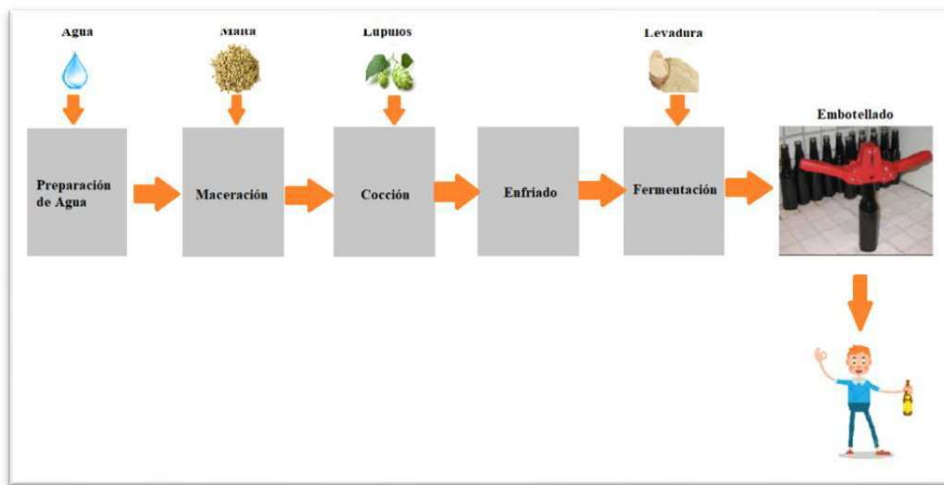 Agua
Malta
Lúpulos
Levadura
Embotellado
Preparación
de Agua
Maceración
Cocción
Enfriado
Fermentación